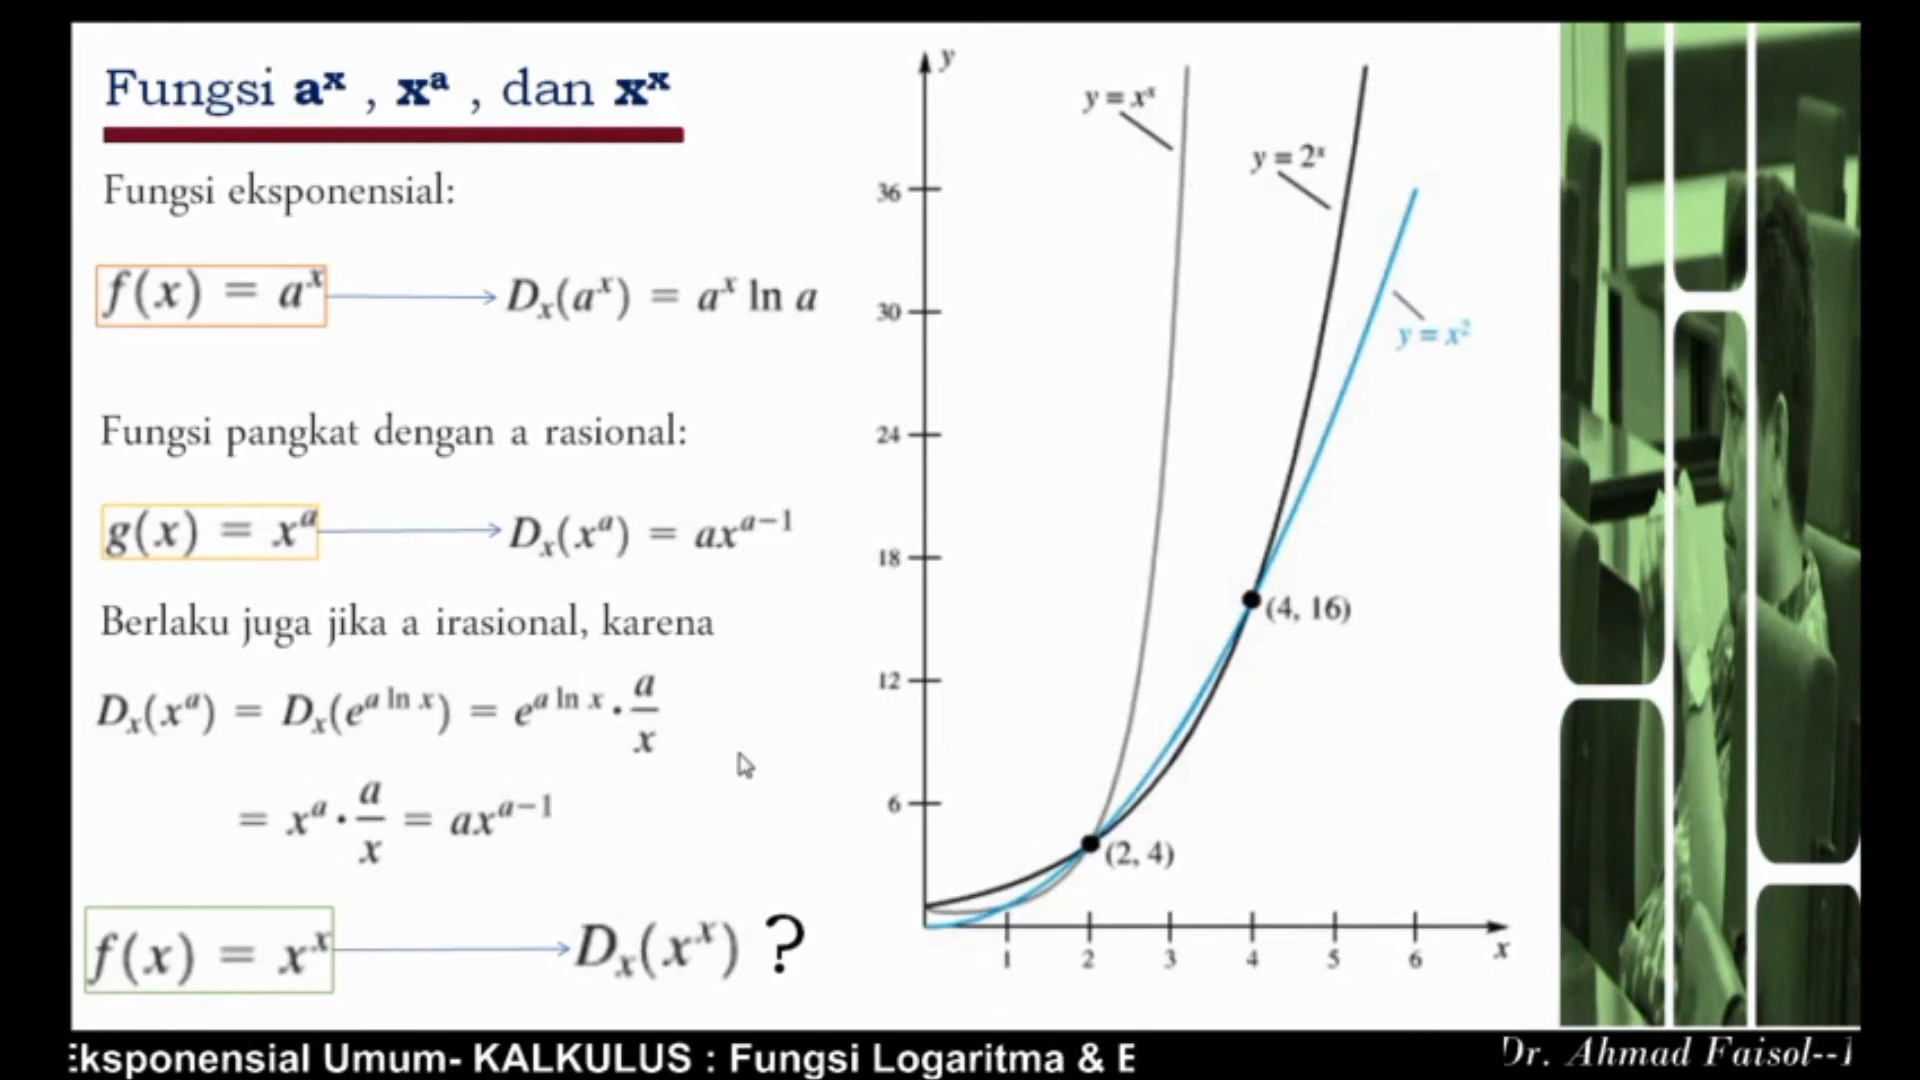 Fungsi aˣ , xᵃ , dan xˣ
Fungsi eksponensial:
f(x) = aˣ
Dₓ(aˣ) = aˣ ln a
Fungsi pangkat dengan a rasional:
g(x) = xᵃ
Dₓ(xᵃ) = axᵃ⁻¹
Berlaku juga jika a irasional, karena
Dₓ(xᵃ) = Dₓ(e^(a ln x)) = e^(a ln x) · a/x
= xᵃ · a/x = axᵃ⁻¹
f(x) = xˣ
Dₓ(xˣ) ?
y
y = xˣ
y = 2ˣ
36
30
y = x²
24
18
(4, 16)
12
6
(2, 4)
1 2 3 4 5 6 x
Eksponensial Umum- KALKULUS : Fungsi Logaritma & E
Dr. Ahmad Faisol--